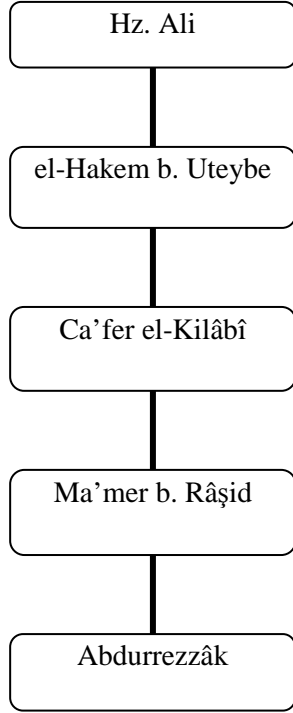 Hz. Ali
el-Hakem b. Uteybe
Ca’fer el-Kilâbî
Ma’mer b. Râşid
Abdurrezzâk